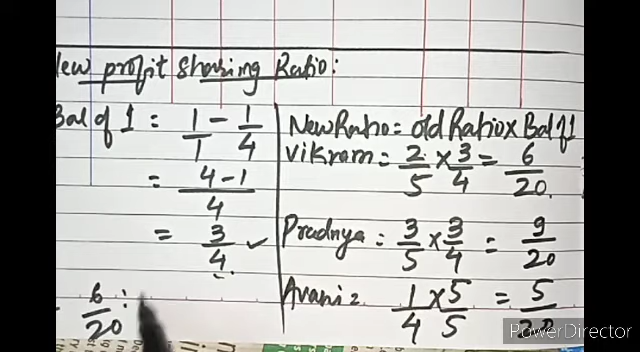 New profit Sharing Ratio:
Bal of 1 = 1/1 - 1/4
= 4-1/4
= 3/4 ✓
6/20 :
New Ratio = old Ratio x Bal of 1
Vikram = 2/5 x 3/4 = 6/20.
Pradnya = 3/5 x 3/4 = 9/20
Avani = 1/4 x 5/5 = 5/20
PowerDirector